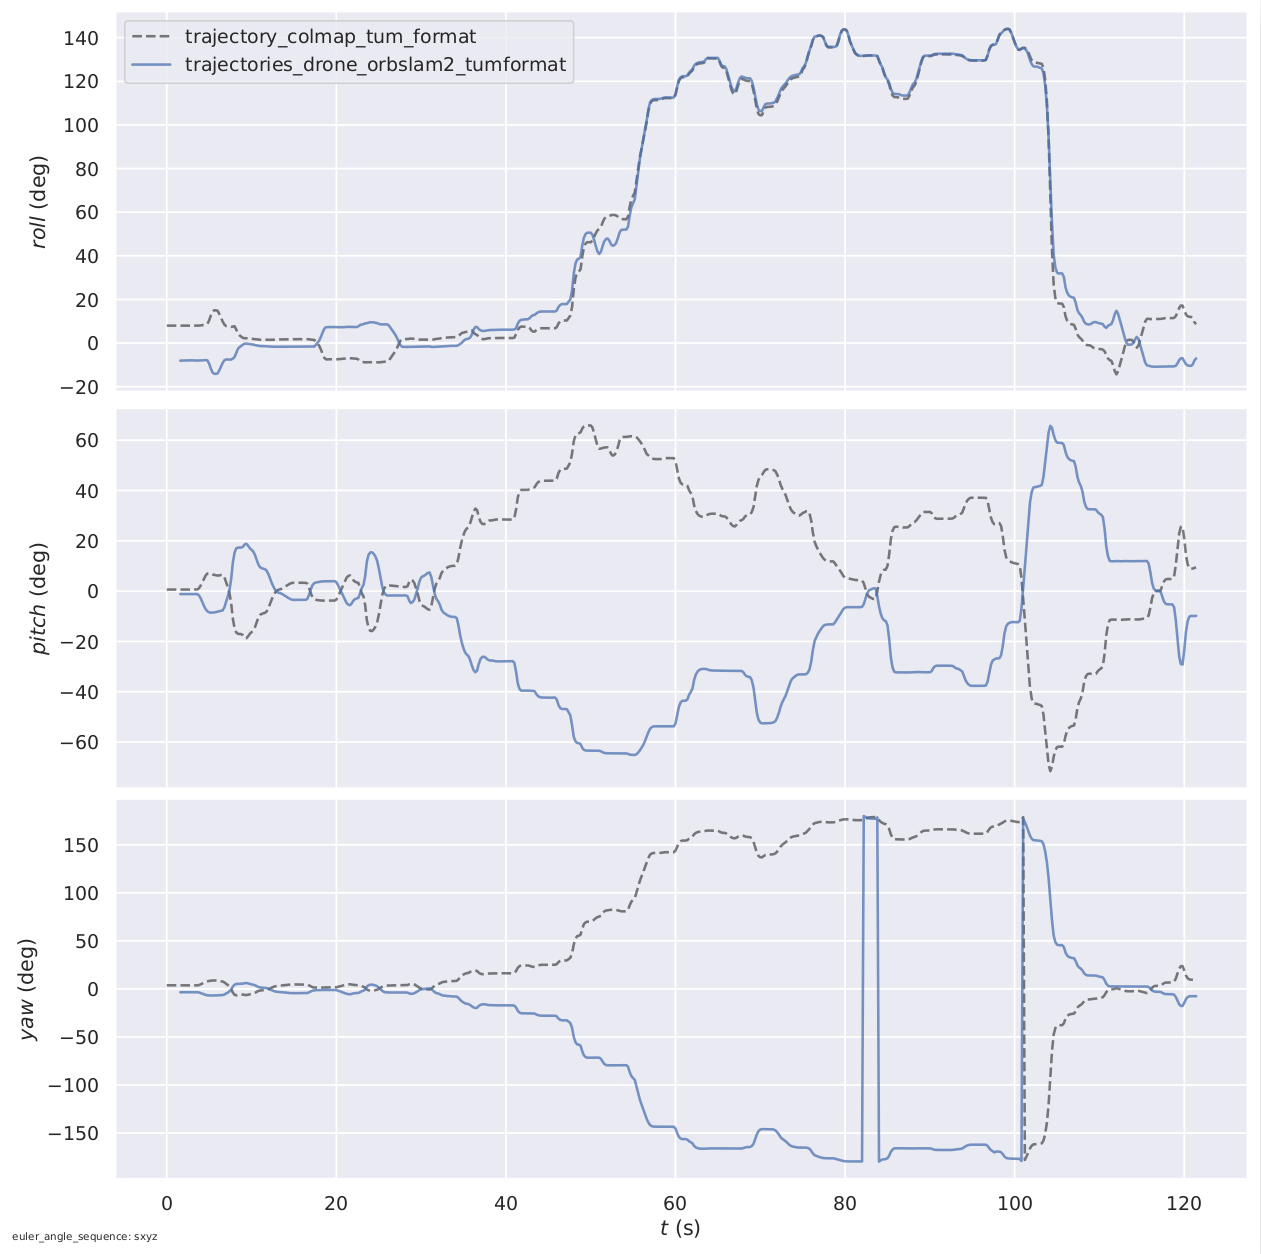 trajectory_colmap_tum_format
trajectories_drone_orbslam2_tumformat
140
120
100
80
60
40
20
0
−20
roll (deg)
60
40
20
0
−20
−40
−60
pitch (deg)
150
100
50
0
−50
−100
−150
yaw (deg)
0 20 40 60 80 100 120
t (s)
euler_angle_sequence: sxyz